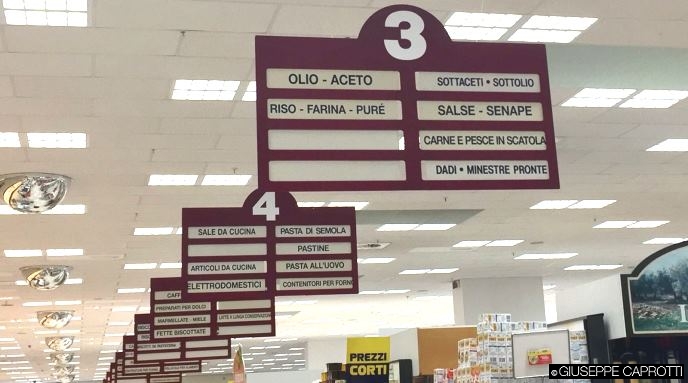 3
OLIO - ACETO
RISO - FARINA - PURÉ
SOTTACETI • SOTTOLIO
SALSE - SENAPE
CARNE E PESCE IN SCATOLA
DADI • MINESTRE PRONTE
4
SALE DA CUCINA
ARTICOLI DA CUCINA
ELETTRODOMESTICI
PASTA DI SEMOLA
PASTINE
PASTA ALL'UOVO
CONTENITORI PER FORNO
CAFF
PREPARATI PER DOLCI
MARMELLATE - MIELE
FETTE BISCOTTATE
LATTE A LUNGA CONSERVAZIONE
PREZZI
CORTI
© GIUSEPPE CAPROTTI